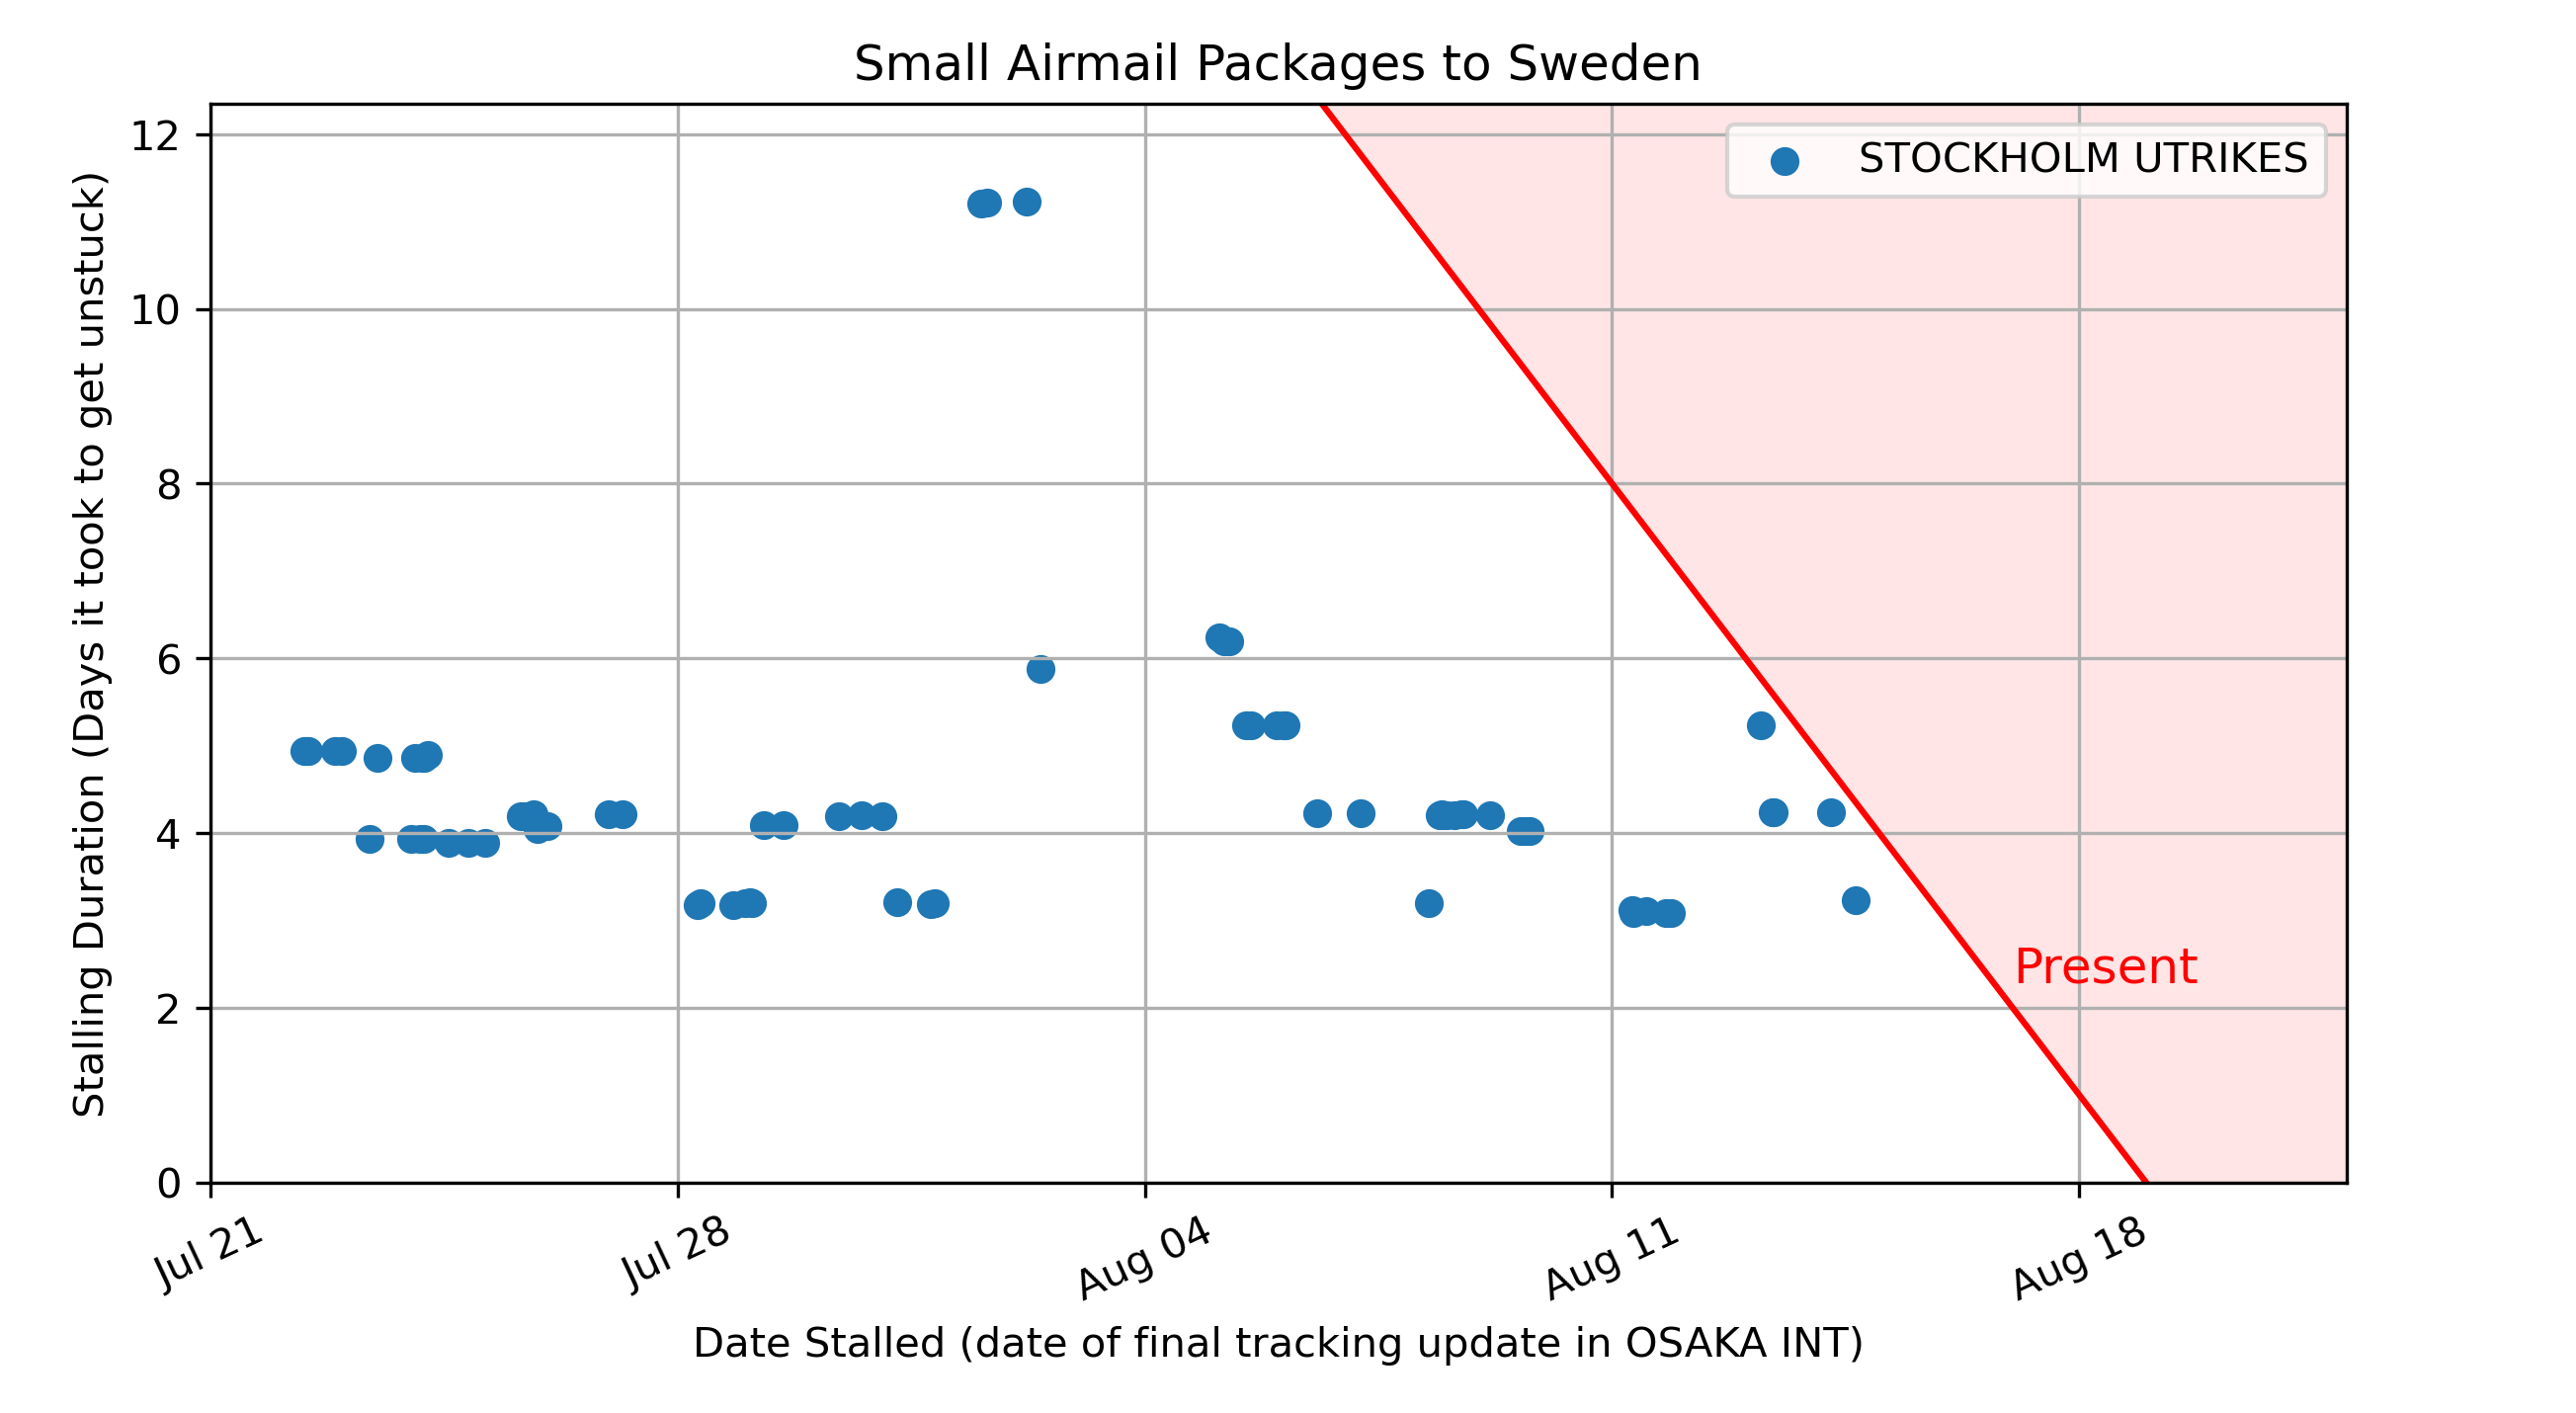 Small Airmail Packages to Sweden
STOCKHOLM UTRIKES
Stalling Duration (Days it took to get unstuck)
12
10
8
6
4
2
0
Present
Jul 21
Jul 28
Aug 04
Aug 11
Aug 18
Date Stalled (date of final tracking update in OSAKA INT)